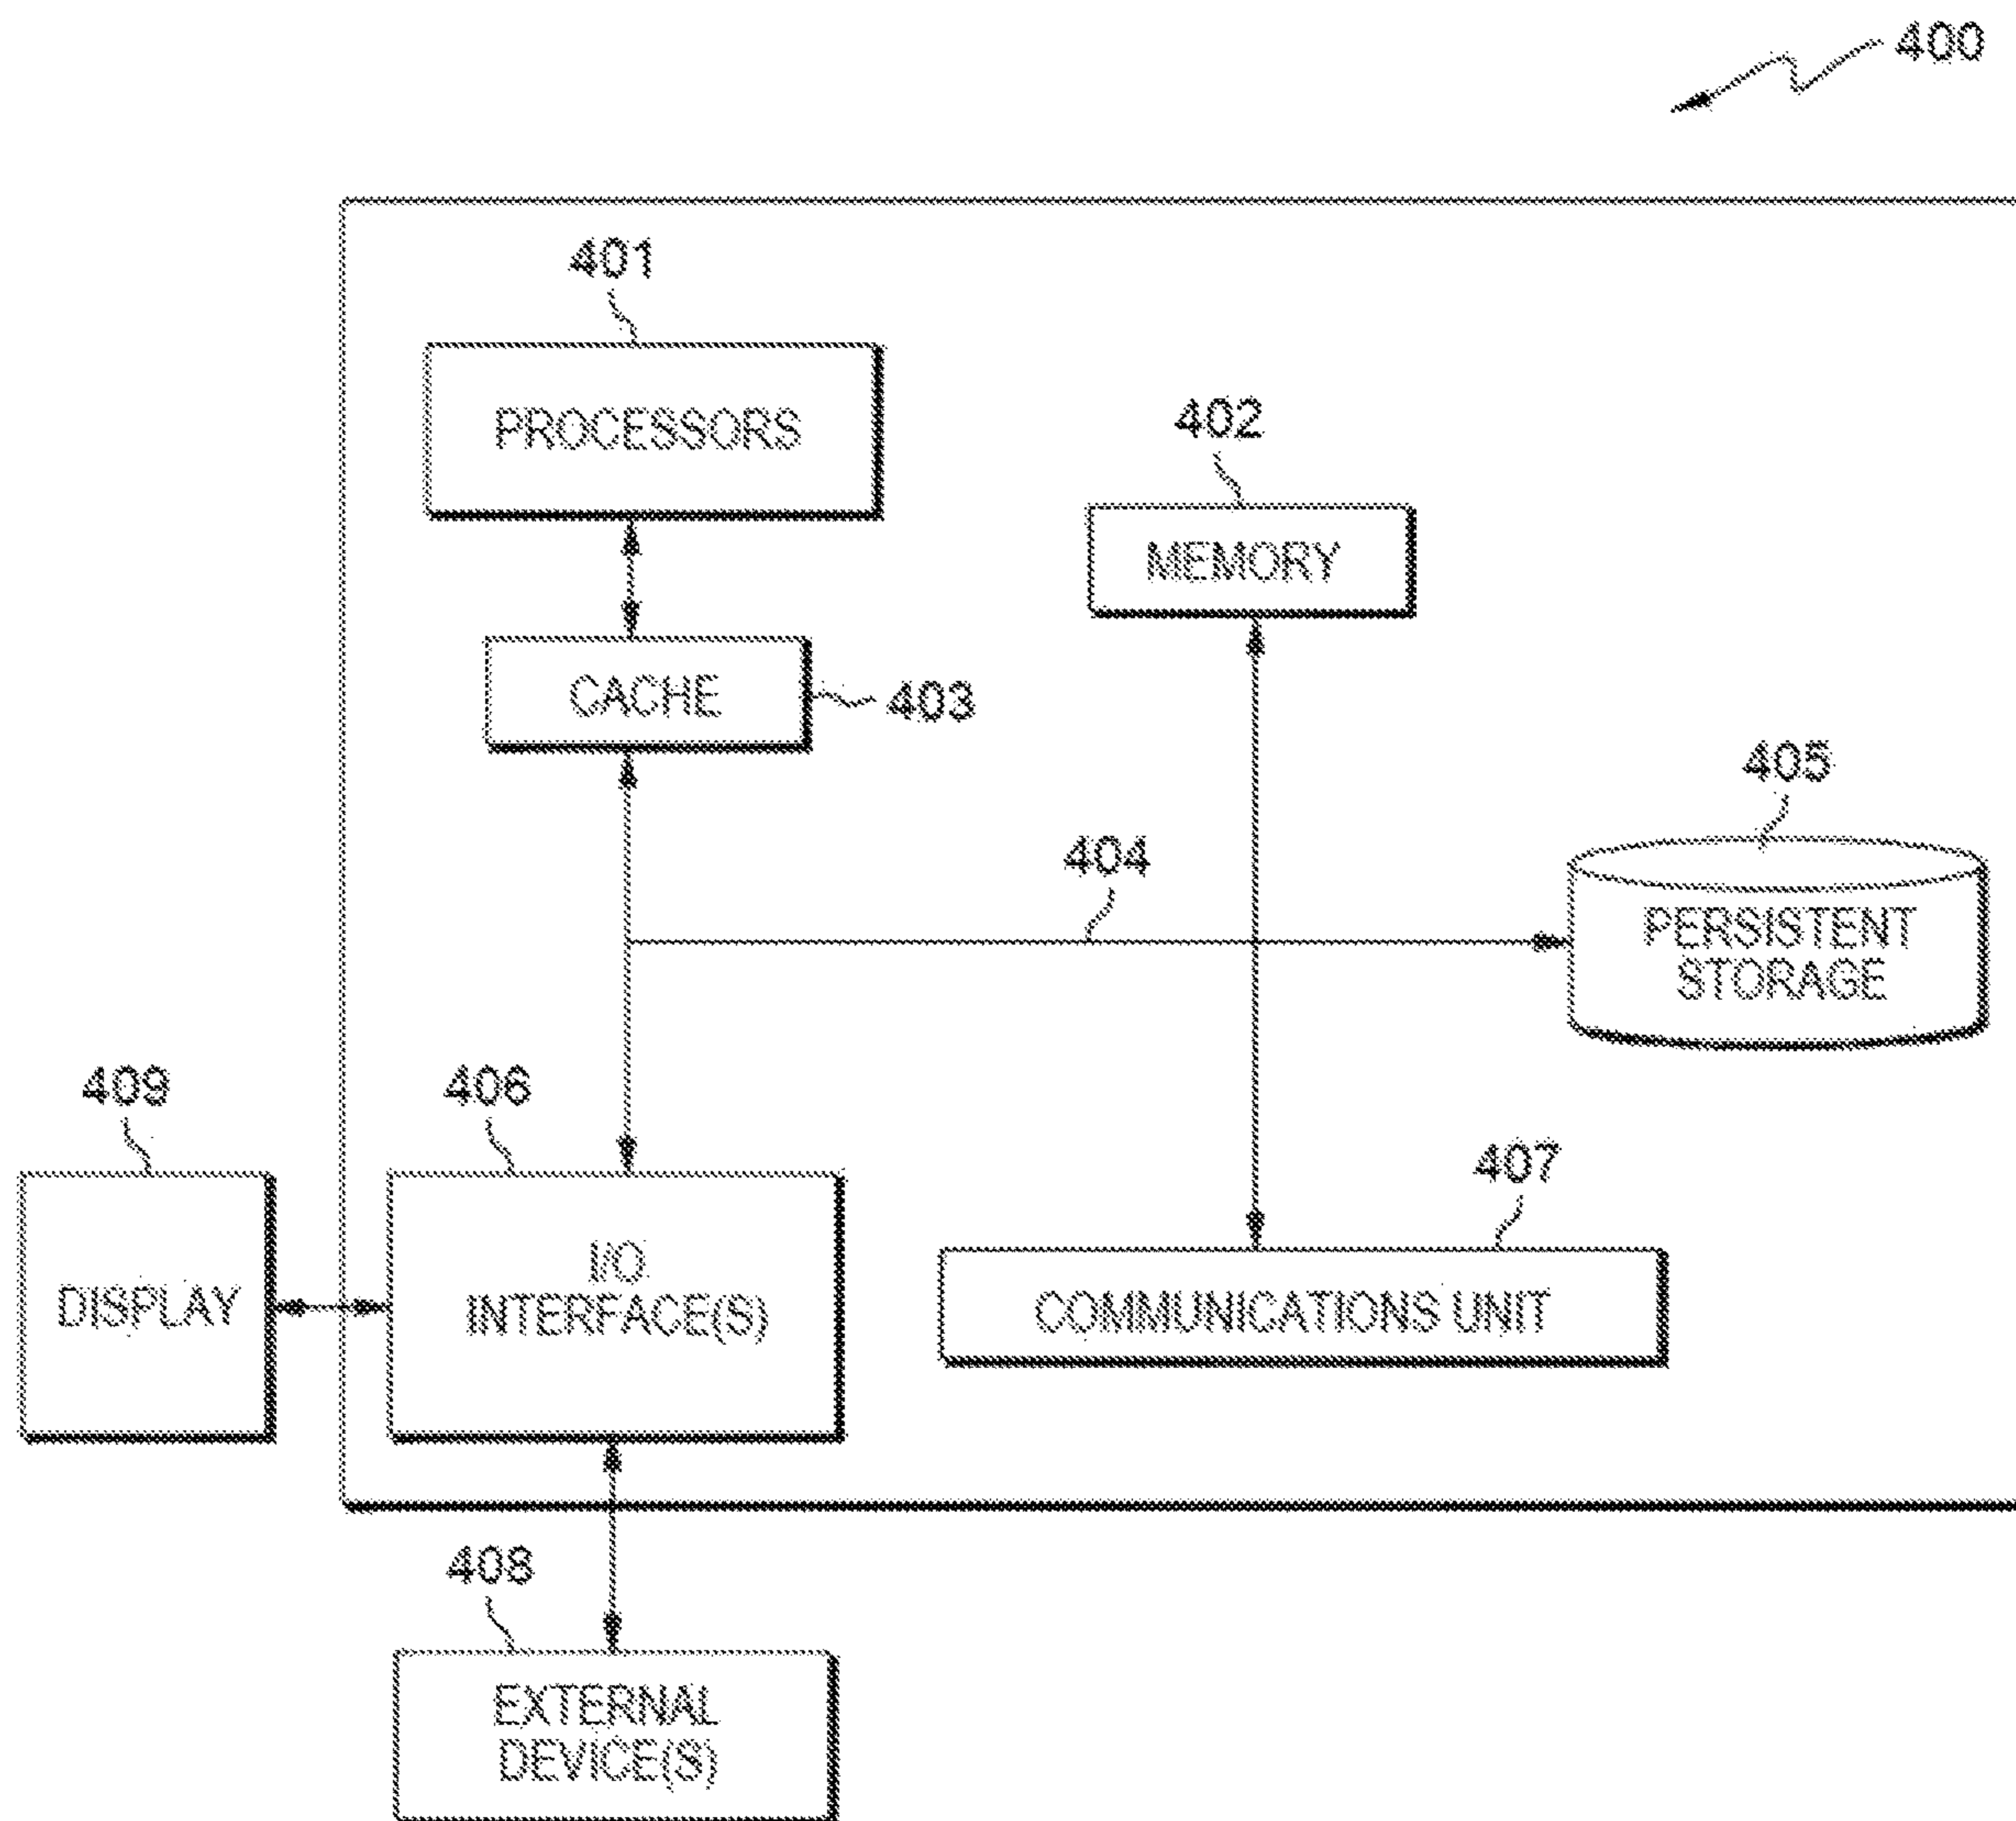 400
401
PROCESSORS
402
MEMORY
CACHE
403
405
404
PERSISTENT
STORAGE
409
406
407
DISPLAY
I/O
INTERFACE(S)
COMMUNICATIONS UNIT
408
EXTERNAL
DEVICE(S)